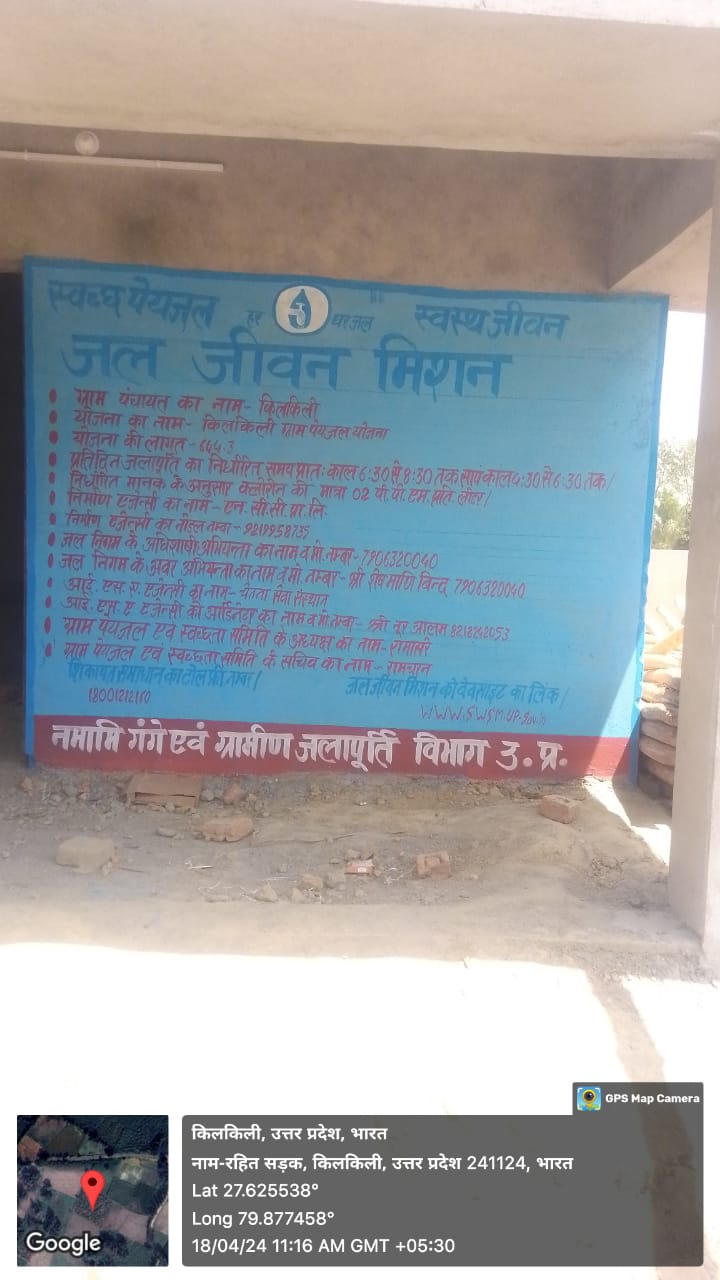 स्वच्छ पेयजल हर घर जल स्वस्थ जीवन
जल जीवन मिशन
ग्राम पंचायत का नाम- किलकिली
योजना का नाम- किलकिली ग्राम पेयजल योजना
योजना की लागत - 644.3
प्रतिदिन जलापूर्ति का निर्धारित समय प्रातः काल 6:30 से 8:30 तक सायंकाल 4:30 से 6:30 तक/
निर्धारित मानक के अनुसार क्लोरीन की मात्रा 02 पी.पी.एम. प्रति लीटर/
निर्माण एजेन्सी का नाम - एन. सी. सी. प्रा. लि.
निर्माण एजेन्सी का नम्बर- 9219958735
जल निगम के अधिशाषी अभियन्ता का नाम व मो. नम्बर- 7906320040
जल निगम के अवर अभियन्ता का नाम व मो. नम्बर- श्री शेष मणि विन्द 7906320040
आई. एस. ए. एजेन्सी का नाम- चेतना सेवा संस्थान
आई. एस. ए एजेन्सी को आर्डिनेटर का नाम व मो. नम्बर- श्री नूर आलम 8218242053
ग्राम पेयजल एवं स्वच्छता समिति के अध्यक्ष का नाम- रामासरे
ग्राम पेयजल एवं स्वच्छता समिति के सचिव का नाम-
शिकायत समाधान का टोल फ्री नम्बर/
18001212110
जल जीवन मिशन की वेबसाइट का लिंक/
WWW.SWSM.UP.Gov.in
नमामि गंगे एवं ग्रामीण जलापूर्ति विभाग उ. प्र.
GPS Map Camera
किलकिली, उत्तर प्रदेश, भारत
नाम-रहित सड़क, किलकिली, उत्तर प्रदेश 241124, भारत
Lat 27.625538°
Long 79.877458°
18/04/24 11:16 AM GMT +05:30
Google